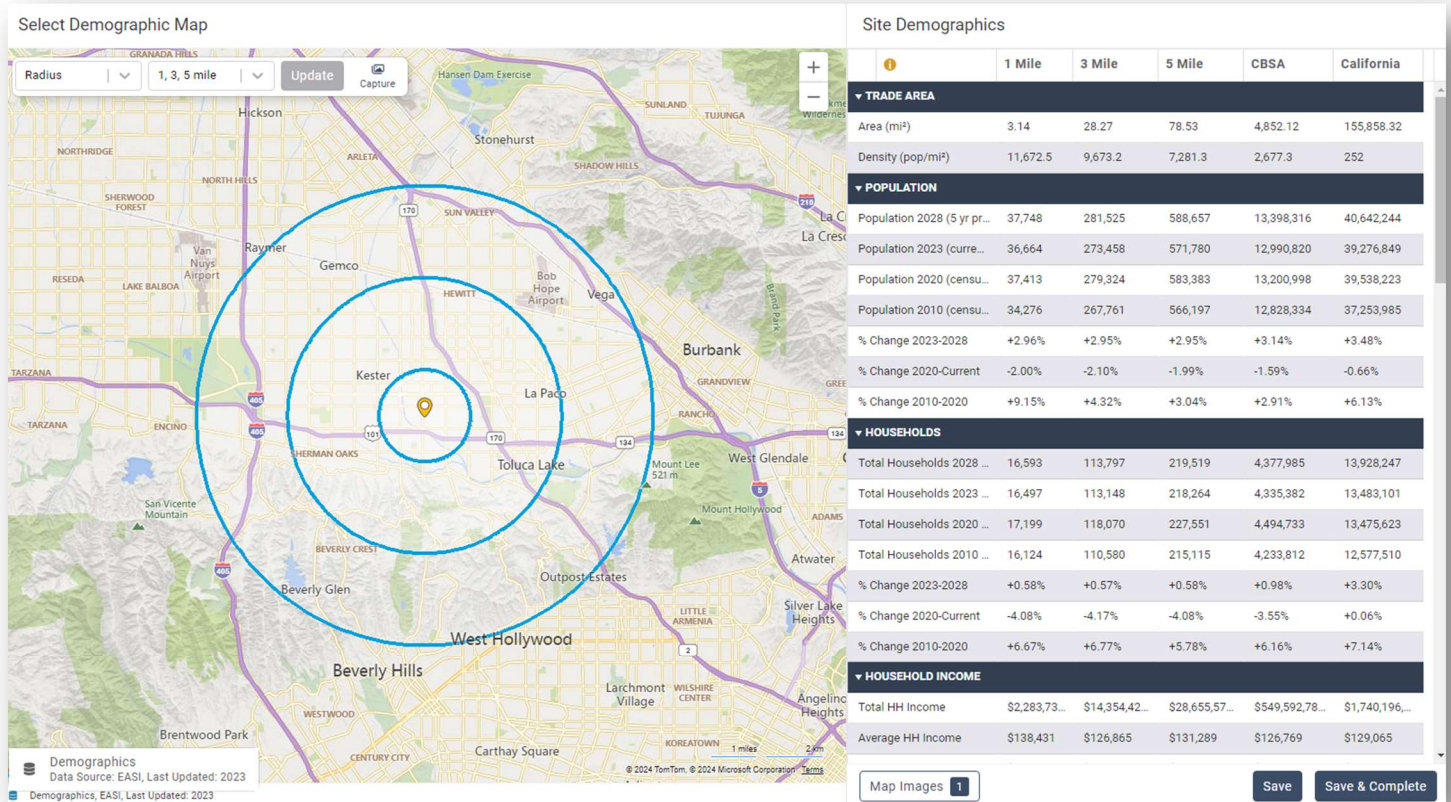 Select Demographic Map
Site Demographics
Radius
1, 3, 5 mile
Update
Capture
+
−
GRANADA HILLS
Hansen Dam Exercise
Hickson
SUNLAND
TUJUNGA
Wildernes
Stonehurst
NORTHRIDGE
ARLETA
SHADOW HILLS
NORTH HILLS
SHERWOOD
FOREST
170
SUN VALLEY
210
La C
La Cresc
Raymer
Van
Nuys
Airport
Gemco
Bob
Hope
Airport
RESEDA
LAKE BALBOA
HEWITT
Vega
Brand Park
Burbank
TARZANA
Kester
GRANDVIEW
GREE
La Paco
405
RANCHO
TARZANA
ENCINO
405
101
170
134
134
SHERMAN OAKS
Toluca Lake
Mount Lee
521 m
West Glendale
5
San Vicente
Mountain
Mount Hollywood
ADAMS
BEVERLY CREST
Atwater
405
Outpost Estates
Beverly Glen
Silver Lake
Heights
LITTLE
ARMENIA
West Hollywood
2
Beverly Hills
Larchmont
Village
WILSHIRE
CENTER
Angelino
Heights
WESTWOOD
Brentwood Park
KOREATOWN
CENTURY CITY
Carthay Square
1 miles
2 km
© 2024 TomTom, © 2024 Microsoft Corporation Terms
Demographics
Data Source: EASI, Last Updated: 2023
Demographics, EASI, Last Updated: 2023
1 Mile 3 Mile 5 Mile CBSA California
TRADE AREA
Area (mi²) 3.14 28.27 78.53 4,852.12 155,858.32
Density (pop/mi²) 11,672.5 9,673.2 7,281.3 2,677.3 252
POPULATION
Population 2028 (5 yr pr... 37,748 281,525 588,657 13,398,316 40,642,244
Population 2023 (curre... 36,664 273,458 571,780 12,990,820 39,276,849
Population 2020 (censu... 37,413 279,324 583,383 13,200,998 39,538,223
Population 2010 (censu... 34,276 267,761 566,197 12,828,334 37,253,985
% Change 2023-2028 +2.96% +2.95% +2.95% +3.14% +3.48%
% Change 2020-Current -2.00% -2.10% -1.99% -1.59% -0.66%
% Change 2010-2020 +9.15% +4.32% +3.04% +2.91% +6.13%
HOUSEHOLDS
Total Households 2028 ... 16,593 113,797 219,519 4,377,985 13,928,247
Total Households 2023 ... 16,497 113,148 218,264 4,335,382 13,483,101
Total Households 2020 ... 17,199 118,070 227,551 4,494,733 13,475,623
Total Households 2010 ... 16,124 110,580 215,115 4,233,812 12,577,510
% Change 2023-2028 +0.58% +0.57% +0.58% +0.98% +3.30%
% Change 2020-Current -4.08% -4.17% -4.08% -3.55% +0.06%
% Change 2010-2020 +6.67% +6.77% +5.78% +6.16% +7.14%
HOUSEHOLD INCOME
Total HH Income $2,283,73... $14,354,42... $28,655,57... $549,592,78... $1,740,196,...
Average HH Income $138,431 $126,865 $131,289 $126,769 $129,065
Map Images 1
Save
Save & Complete